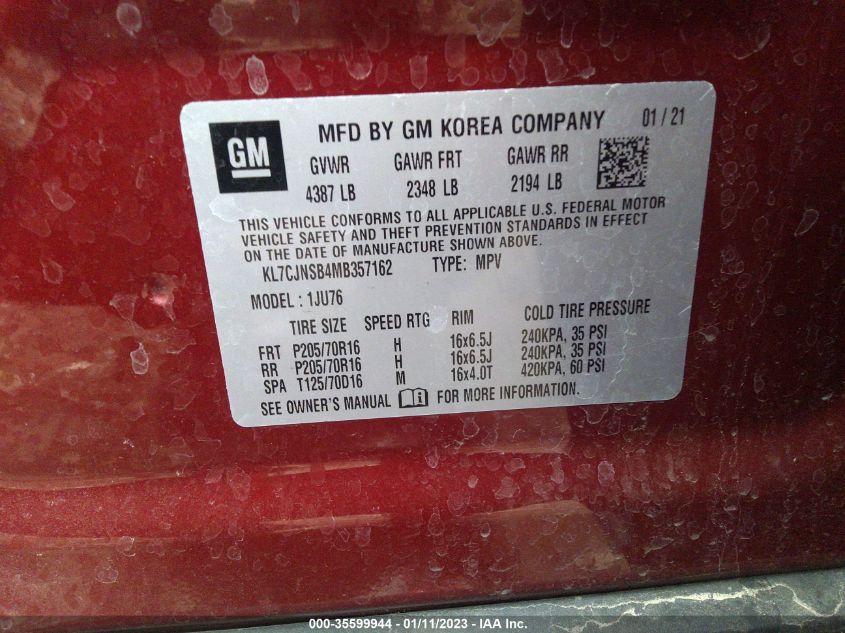 GM
MFD BY GM KOREA COMPANY 01 / 21
GVWR GAWR FRT GAWR RR
4387 LB 2348 LB 2194 LB
THIS VEHICLE CONFORMS TO ALL APPLICABLE U.S. FEDERAL MOTOR
VEHICLE SAFETY AND THEFT PREVENTION STANDARDS IN EFFECT
ON THE DATE OF MANUFACTURE SHOWN ABOVE.
KL7CJNSB4MB357162 TYPE: MPV
MODEL : 1JU76
TIRE SIZE SPEED RTG RIM COLD TIRE PRESSURE
FRT P205/70R16 H 16x6.5J 240KPA, 35 PSI
RR P205/70R16 H 16x6.5J 240KPA, 35 PSI
SPA T125/70D16 M 16x4.0T 420KPA, 60 PSI
SEE OWNER'S MANUAL i FOR MORE INFORMATION.
000-35599944 - 01/11/2023 - IAA Inc.